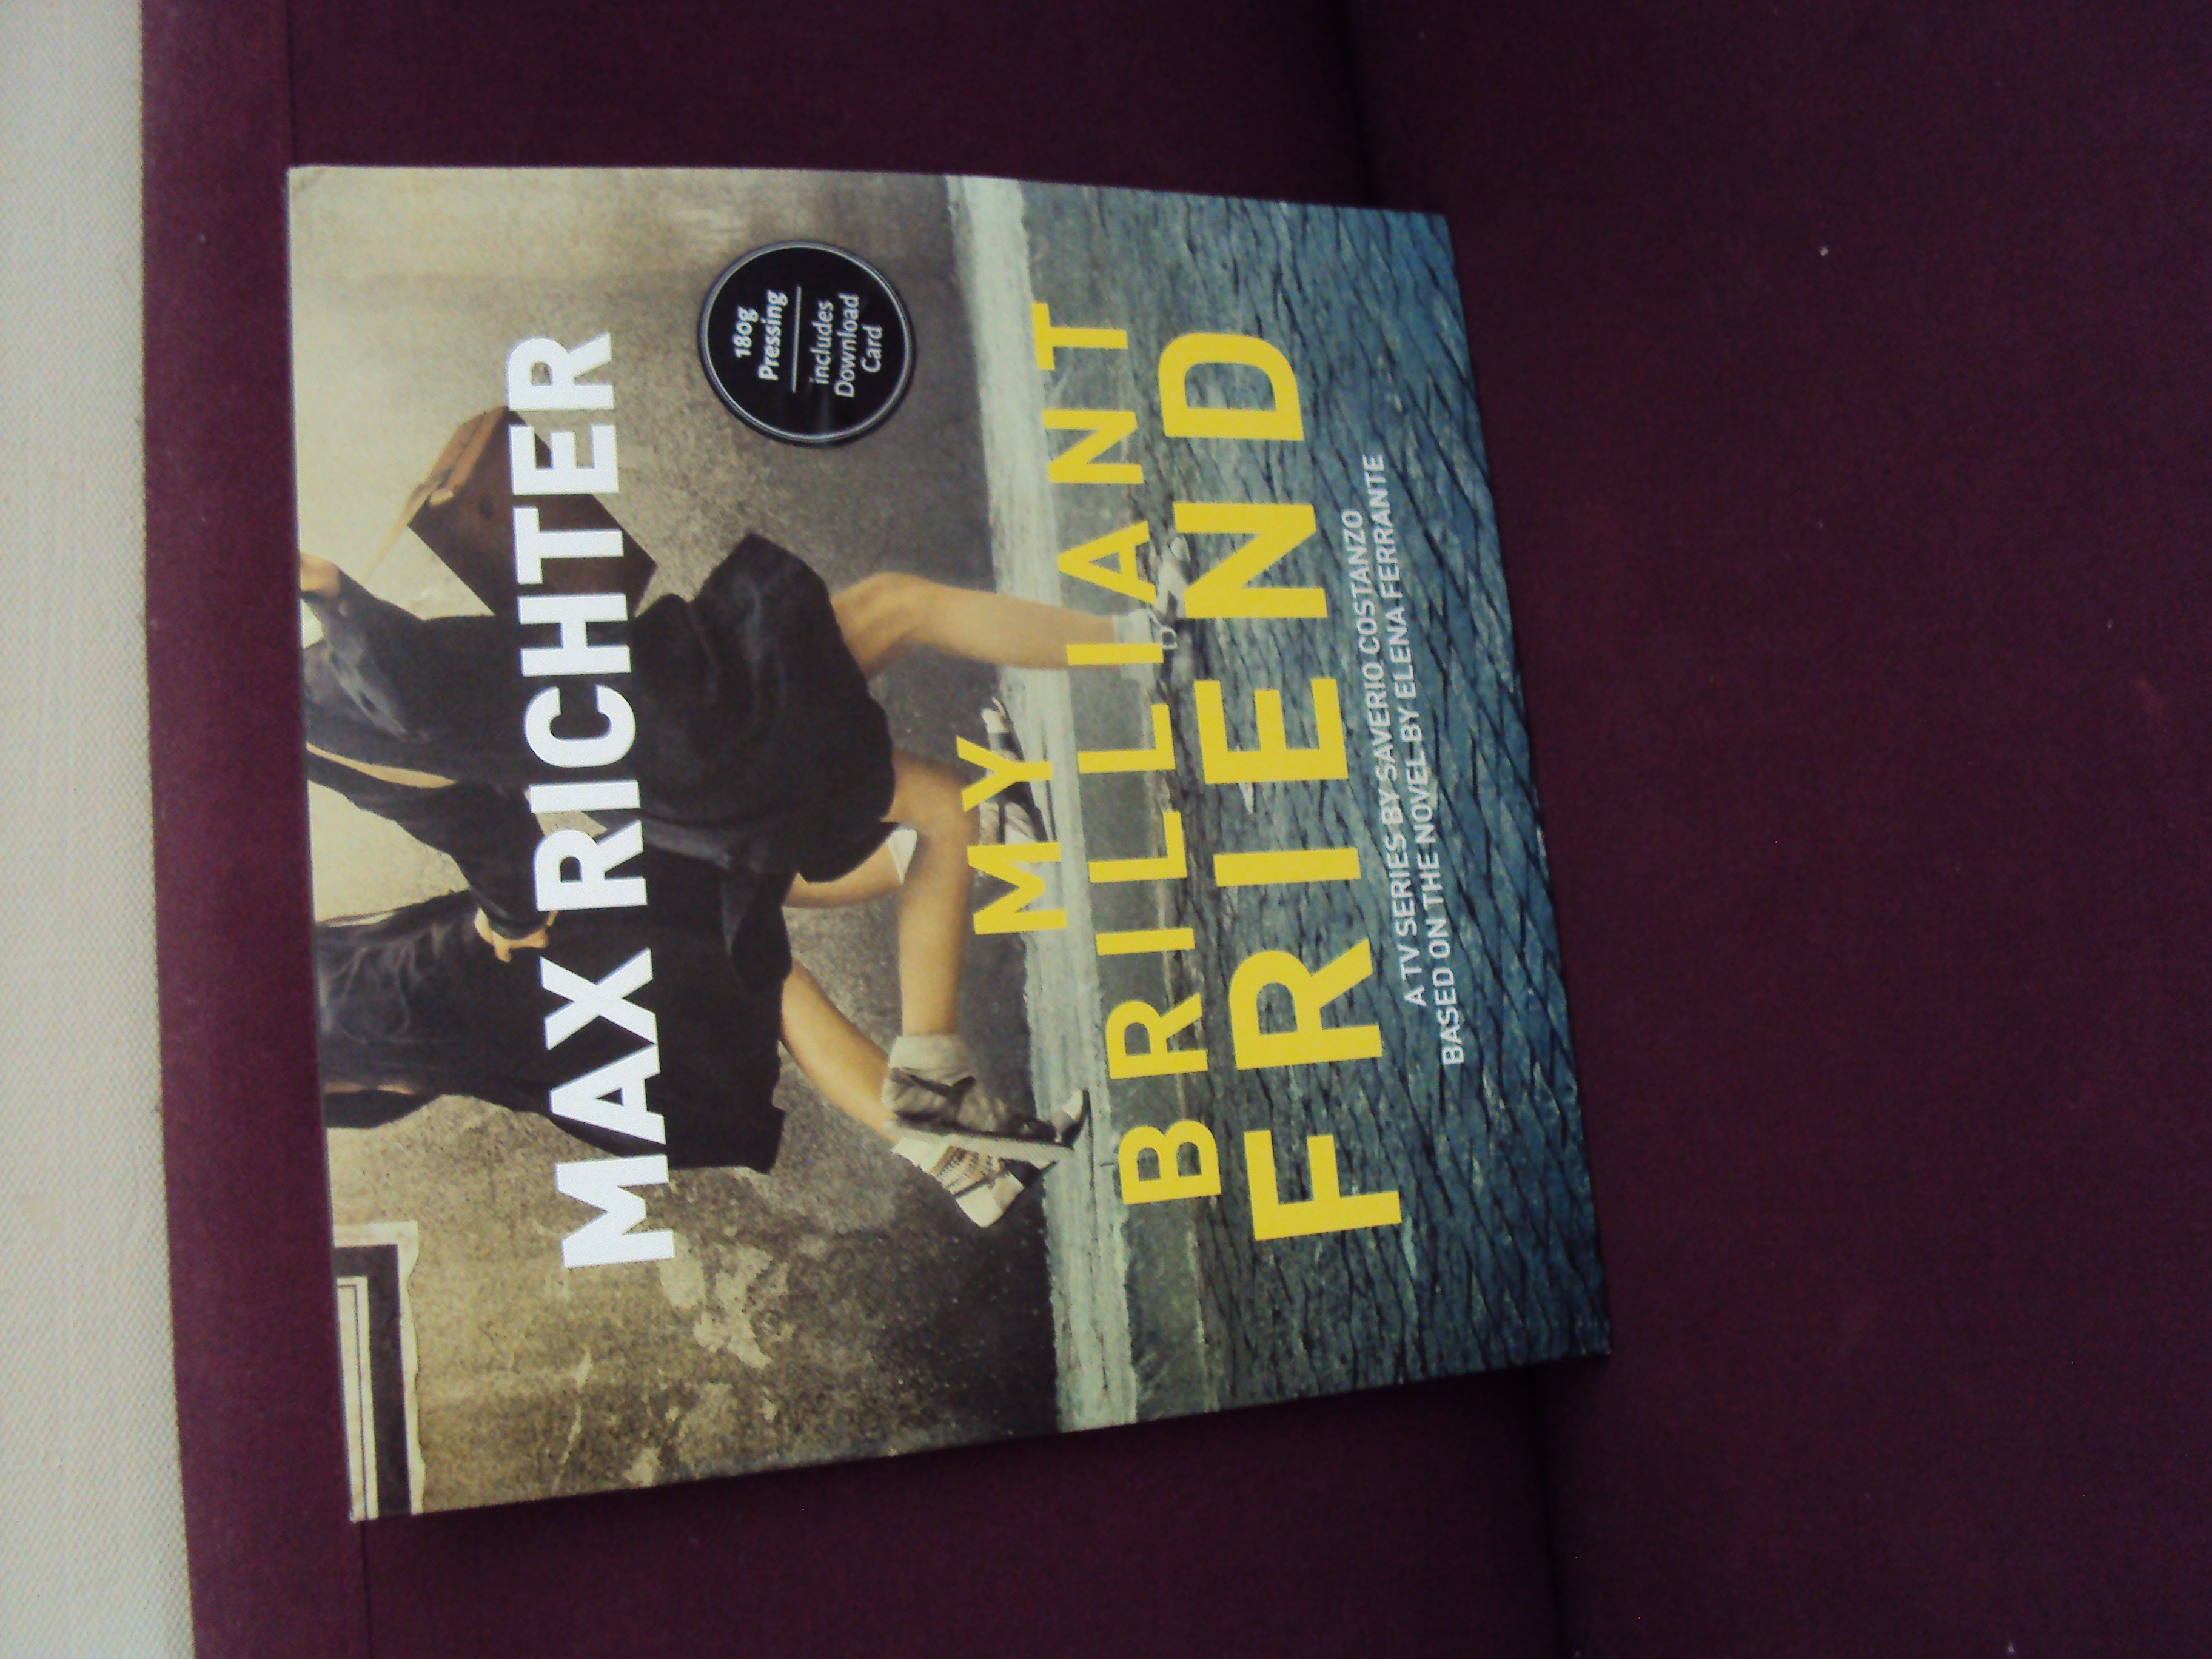 MAX RICHTER
180g
Pressing
includes
Download
Card
MY
BRILLIANT
FRIEND
A TV SERIES BY SAVERIO COSTANZO
BASED ON THE NOVEL BY ELENA FERRANTE